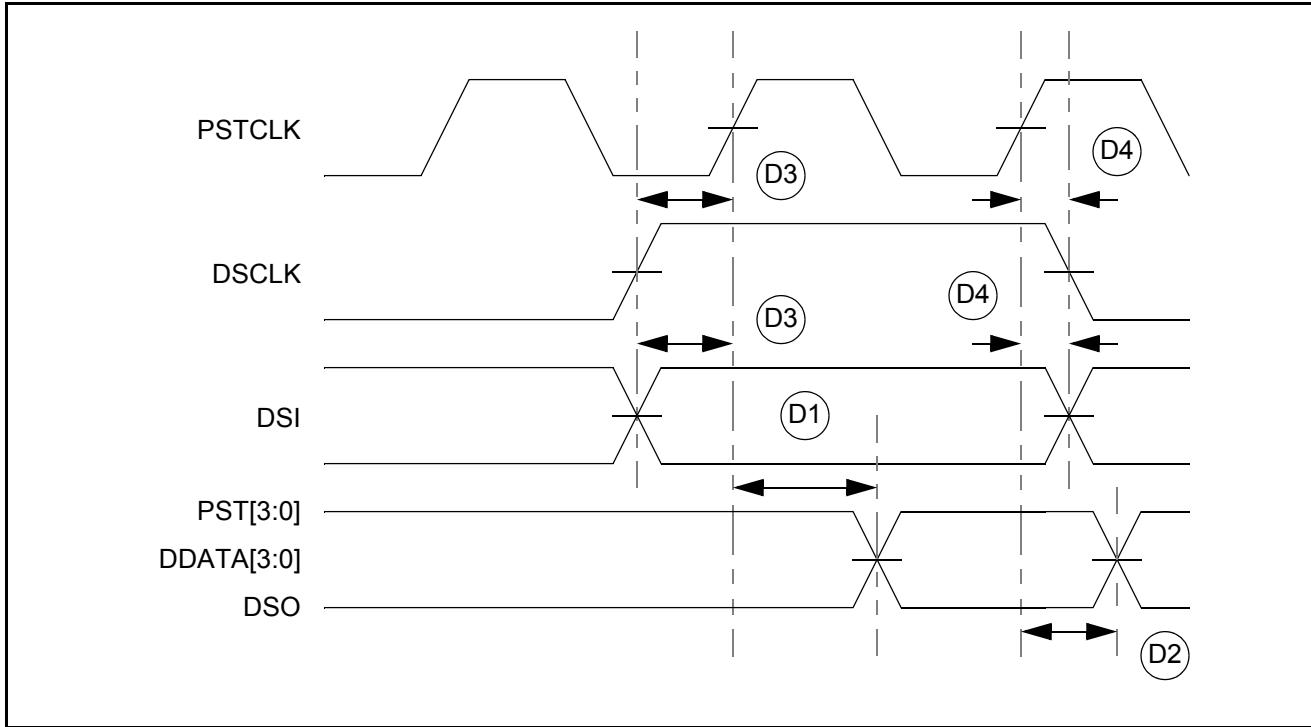 PSTCLK
D3
D4
DSCLK
D3
D4
DSI
D1
PST[3:0]
DDATA[3:0]
DSO
D2